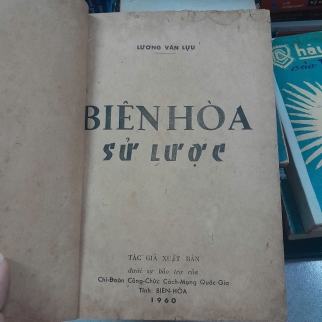 LƯƠNG VĂN LỰU
BIÊN HÒA
SỬ LƯỢC
TÁC GIẢ XUẤT BẢN
dưới sự bảo trợ của
Chi-Đoàn Công-Chức Cách-Mạng Quốc Gia
Tỉnh BIÊN-HÒA
1960
hậu